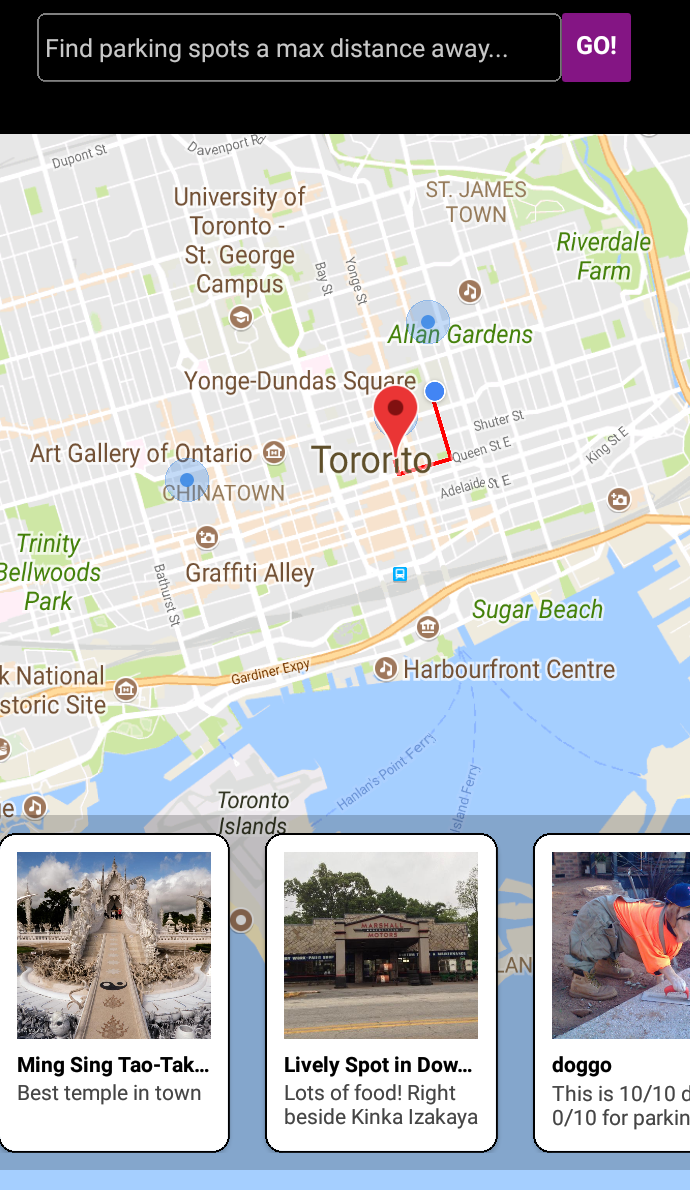 Find parking spots a max distance away...
GO!
Dupont St
Davenport Rd
University of
Toronto -
St. George
Campus
ST. JAMES
TOWN
Riverdale
Farm
Bay St
Yonge St
Allan Gardens
Yonge-Dundas Square
Shuter St
Art Gallery of Ontario
Toronto
Queen St E
King St E
CHINATOWN
Adelaide St E
Trinity
Bellwoods
Park
Graffiti Alley
Bathurst St
Sugar Beach
k National
storic Site
Gardiner Expy
Harbourfront Centre
Hanlan's Point Ferry
Island Ferry
ge
Toronto
Islands
LAN
MARSHALL
MOTORS
Ming Sing Tao-Tak...
Best temple in town
Lively Spot in Dow...
Lots of food! Right
beside Kinka Izakaya
doggo
This is 10/10 d
0/10 for parkin